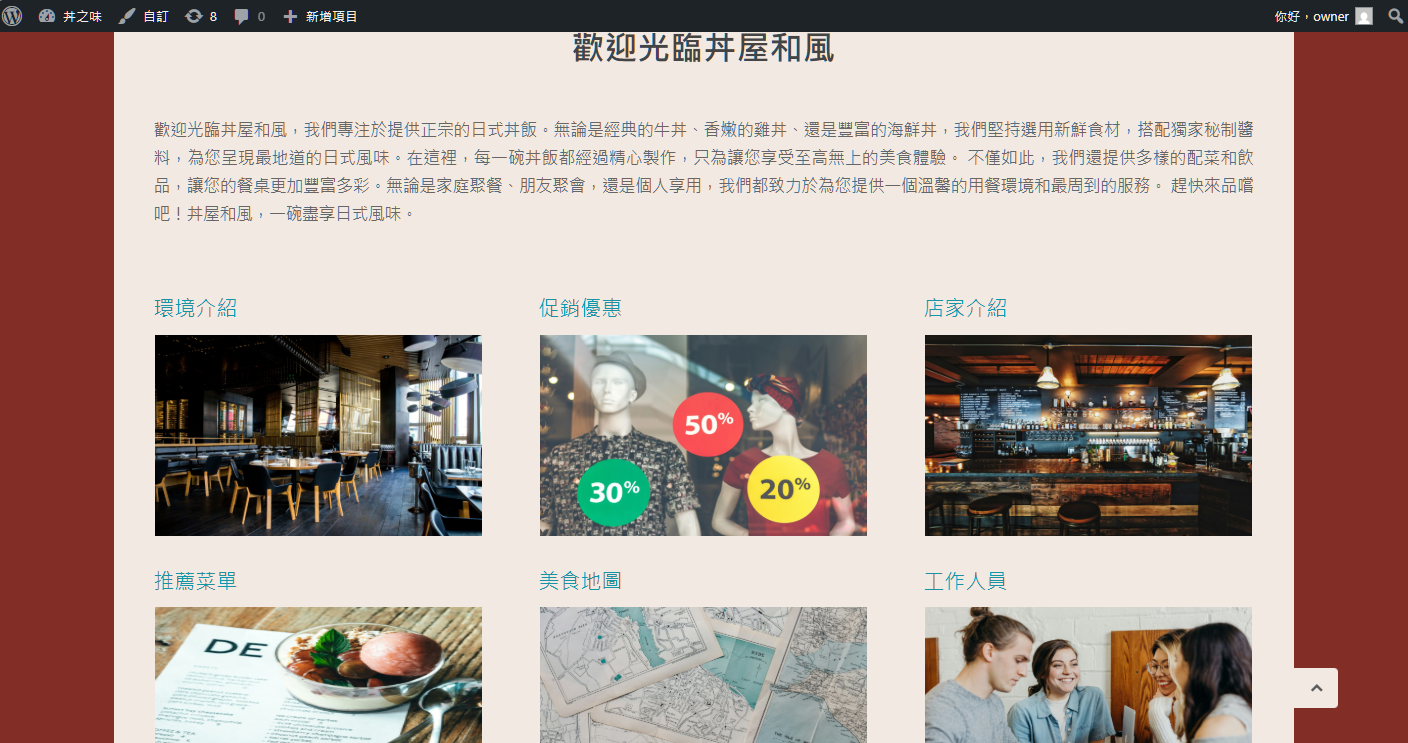 丼之味 自訂 8 0 新增項目 你好，owner
歡迎光臨丼屋和風
歡迎光臨丼屋和風，我們專注於提供正宗的日式丼飯。無論是經典的牛丼、香嫩的雞丼、還是豐富的海鮮丼，我們堅持選用新鮮食材，搭配獨家秘制醬
料，為您呈現最地道的日式風味。在這裡，每一碗丼飯都經過精心製作，只為讓您享受至高無上的美食體驗。 不僅如此，我們還提供多樣的配菜和飲
品，讓您的餐桌更加豐富多彩。無論是家庭聚餐、朋友聚會，還是個人享用，我們都致力於為您提供一個溫馨的用餐環境和最周到的服務。 趕快來品嚐
吧！丼屋和風，一碗盡享日式風味。
環境介紹
促銷優惠
店家介紹
50%
30%
20%
推薦菜單
美食地圖
工作人員
DE